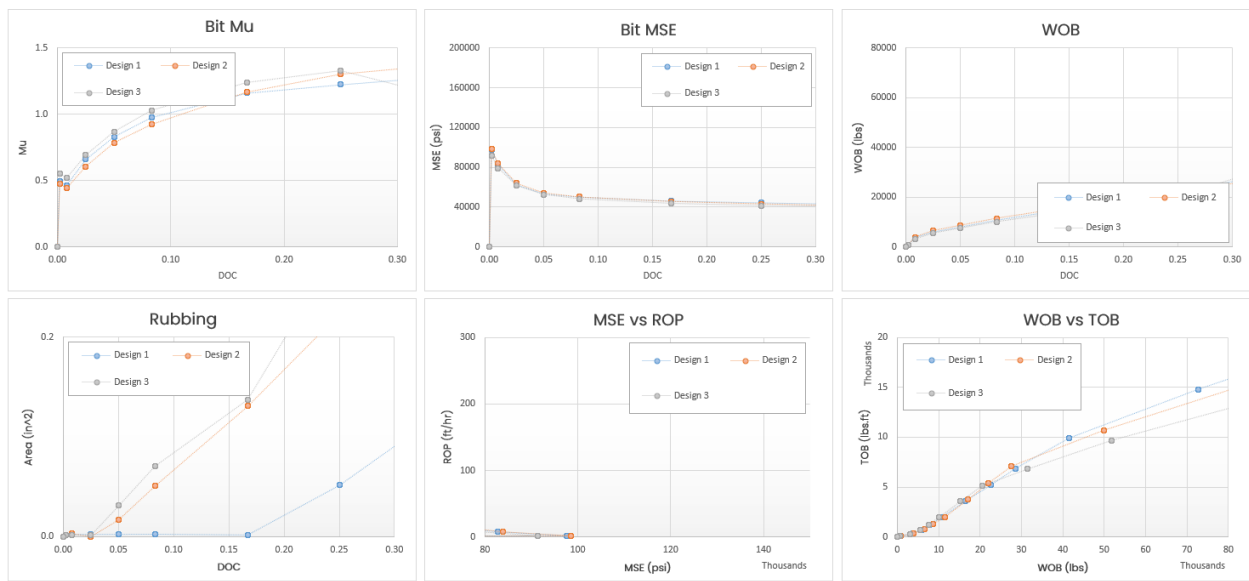 Bit Mu
1.5
1.0
0.5
0.0
Mu
Design 1
Design 2
Design 3
0.00
0.10
0.20
0.30
DOC
Bit MSE
200000
160000
120000
80000
40000
0
MSE (psi)
Design 1
Design 2
Design 3
0.00
0.05
0.10
0.15
0.20
0.25
0.30
DOC
WOB
80000
60000
40000
20000
0
WOB (lbs)
Design 1
Design 2
Design 3
0.00
0.05
0.10
0.15
0.20
0.25
0.30
DOC
Rubbing
0.2
0.0
Area (in^2)
Design 1
Design 2
Design 3
0.00
0.05
0.10
0.15
0.20
0.25
0.30
DOC
MSE vs ROP
300
200
100
0
ROP (ft/hr)
Design 1
Design 2
Design 3
80
100
120
140
MSE (psi)
Thousands
WOB vs TOB
20
15
10
5
0
Thousands
TOB (lbs.ft)
Design 1
Design 2
Design 3
0
10
20
30
40
50
60
70
80
WOB (lbs)
Thousands